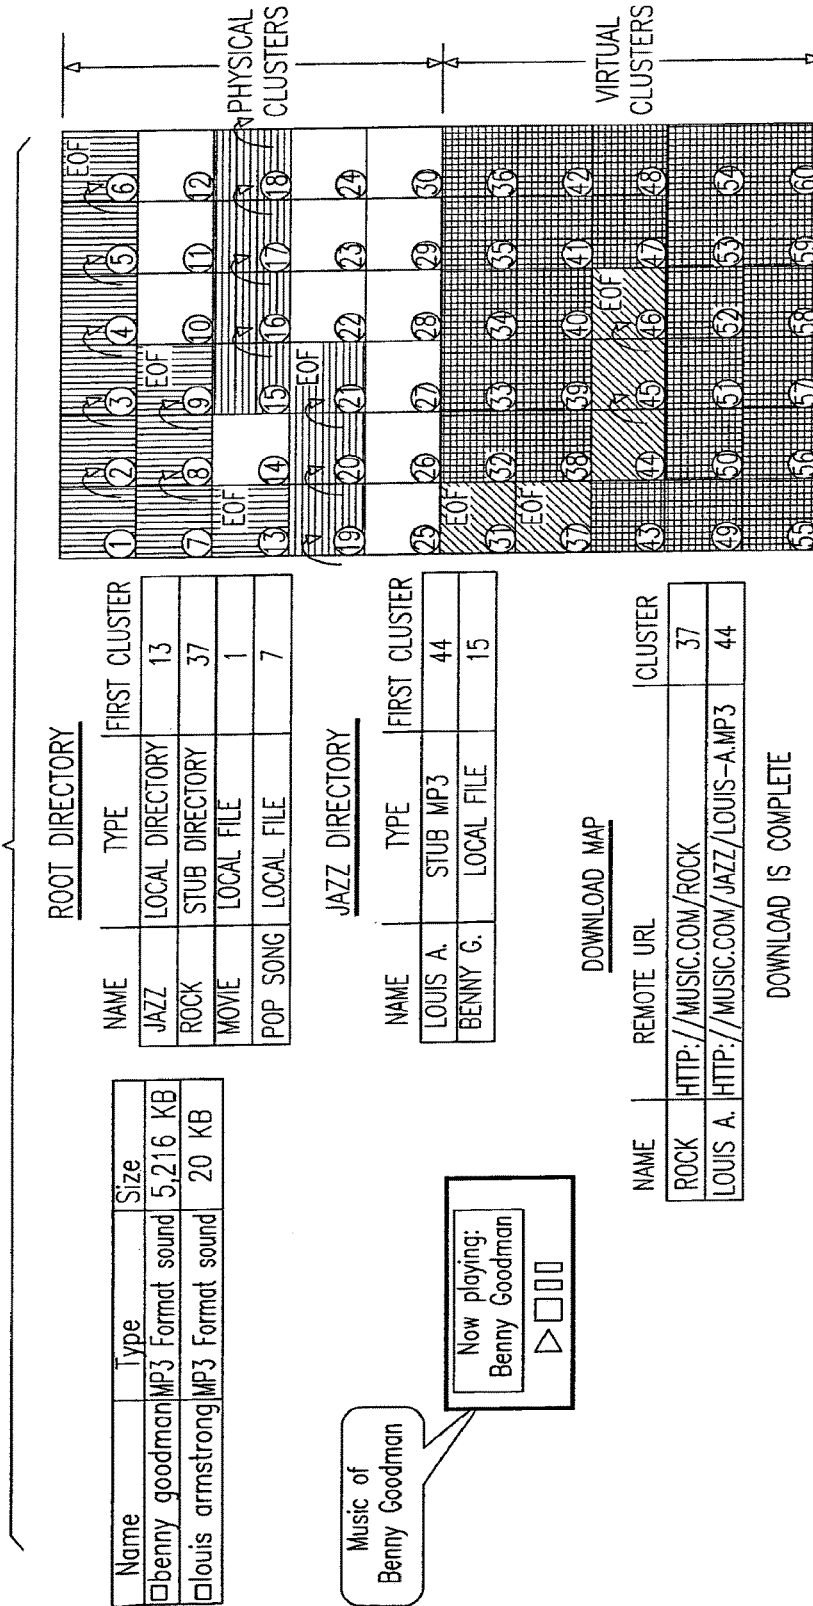 Name Type Size
benny goodman MP3 Format sound 5,216 KB
louis armstrong MP3 Format sound 20 KB
Music of
Benny Goodman
Now playing:
Benny Goodman
ROOT DIRECTORY
NAME TYPE FIRST CLUSTER
JAZZ LOCAL DIRECTORY 13
ROCK STUB DIRECTORY 37
MOVIE LOCAL FILE 1
POP SONG LOCAL FILE 7
JAZZ DIRECTORY
NAME TYPE FIRST CLUSTER
LOUIS A. STUB MP3 44
BENNY G. LOCAL FILE 15
DOWNLOAD MAP
NAME REMOTE URL CLUSTER
ROCK HTTP://MUSIC.COM/ROCK 37
LOUIS A. HTTP://MUSIC.COM/JAZZ/LOUIS-A.MP3 44
DOWNLOAD IS COMPLETE
EOF
1 2 3 4 5 6
EOF
7 8 9 10 11 12
EOF
13 14 15 16 17 18
EOF
19 20 21 22 23 24
25 26 27 28 29 30
EOF
31 32 33 34 35 36
EOF
37 38 39 40 41 42
EOF
43 44 45 46 47 48
49 50 51 52 53 54
55 56 57 58 59 60
PHYSICAL
CLUSTERS
VIRTUAL
CLUSTERS